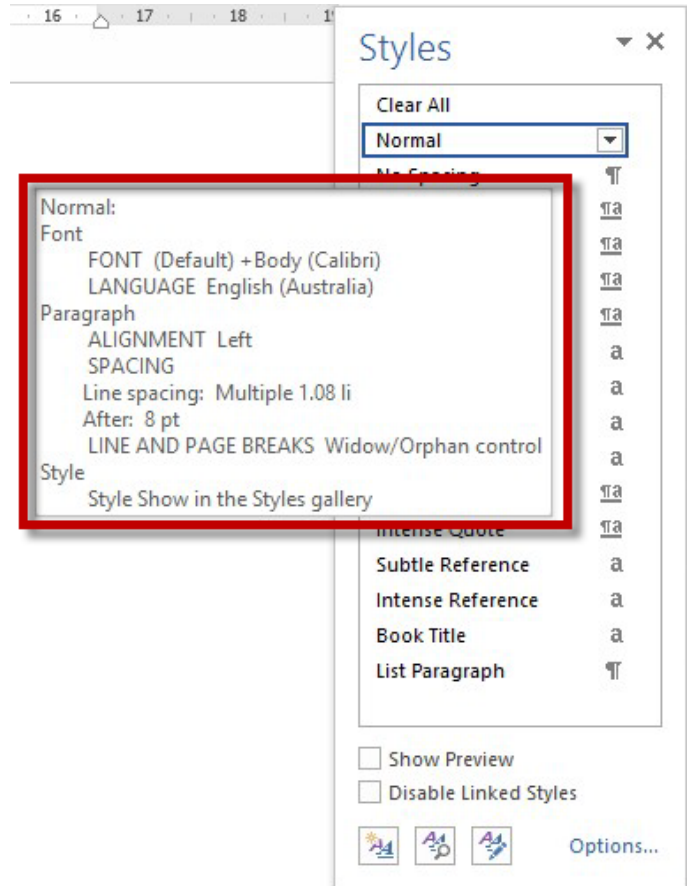 16 17 18
Styles
Clear All
Normal
No Spacing
Normal:
Font
FONT (Default) +Body (Calibri)
LANGUAGE English (Australia)
Paragraph
ALIGNMENT Left
SPACING
Line spacing: Multiple 1.08 li
After: 8 pt
LINE AND PAGE BREAKS Widow/Orphan control
Style
Style Show in the Styles gallery
Intense Quote
Subtle Reference
Intense Reference
Book Title
List Paragraph
Show Preview
Disable Linked Styles
Options...